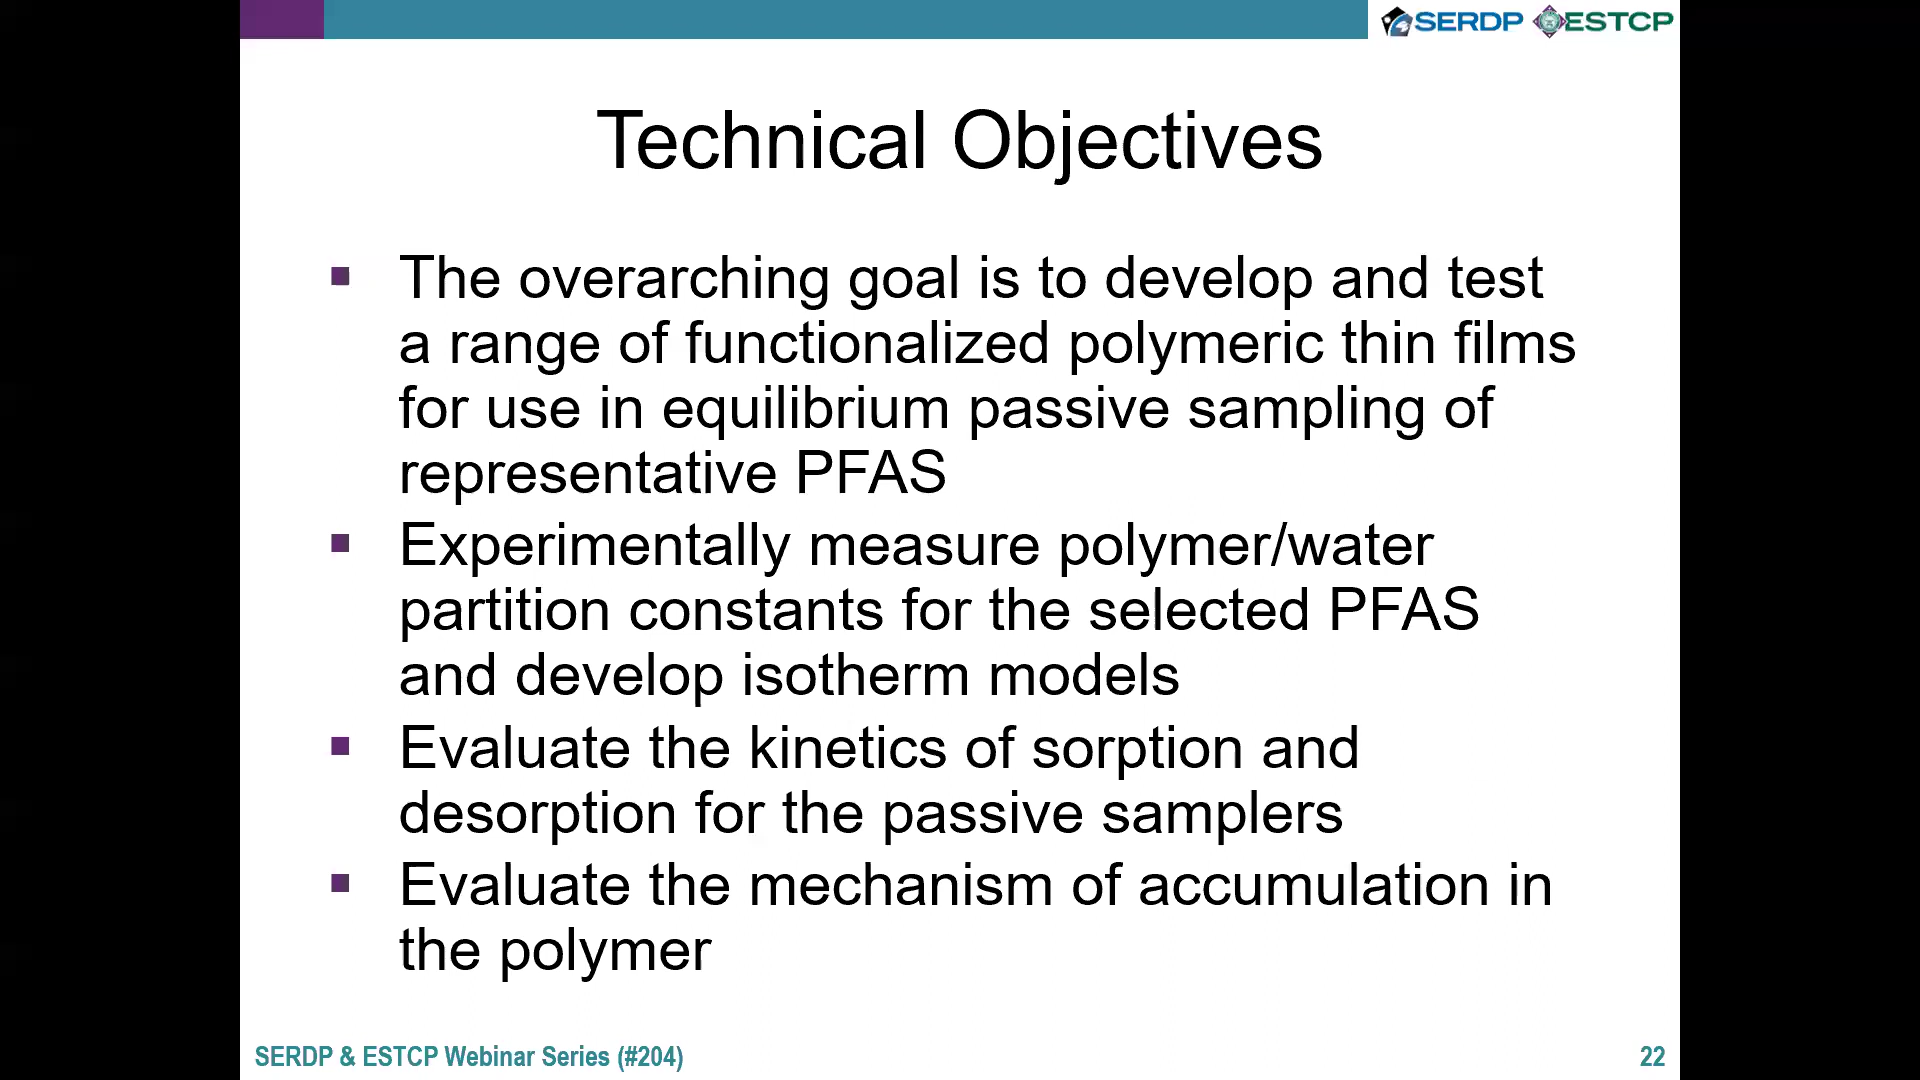 SERDP ESTCP
Technical Objectives
▪ The overarching goal is to develop and test
a range of functionalized polymeric thin films
for use in equilibrium passive sampling of
representative PFAS
▪ Experimentally measure polymer/water
partition constants for the selected PFAS
and develop isotherm models
▪ Evaluate the kinetics of sorption and
desorption for the passive samplers
▪ Evaluate the mechanism of accumulation in
the polymer
SERDP & ESTCP Webinar Series (#204)
22